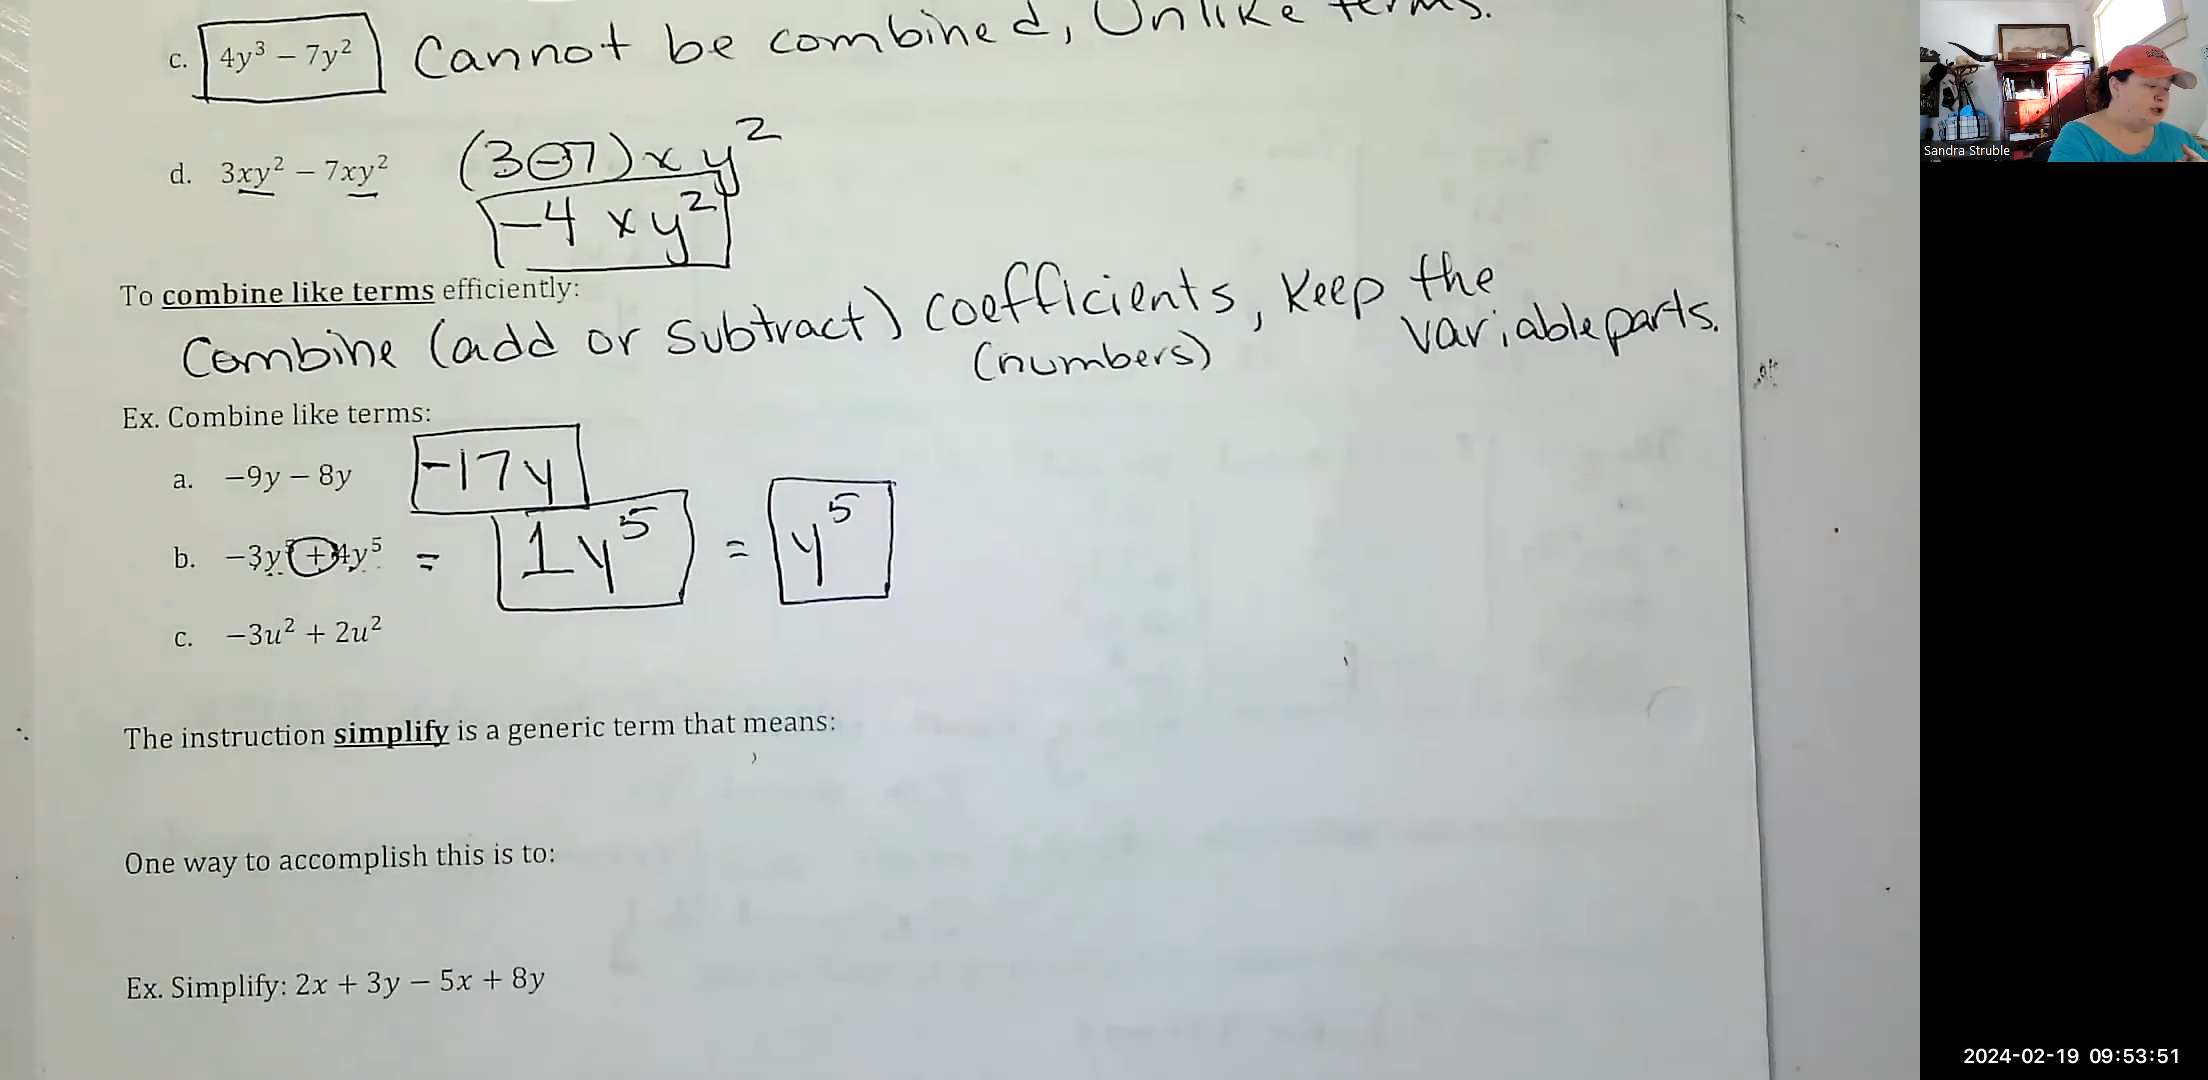 c. 4y³ – 7y² Cannot be combined, Unlike terms.
d. 3xy² – 7xy² (3-7)xy²
-4xy²
To combine like terms efficiently:
Combine (add or subtract) coefficients, Keep the
(numbers) variable parts.
Ex. Combine like terms:
a. −9y – 8y -17y
b. −3y⁵ + 4y⁵ = 1y⁵ = y⁵
c. −3u² + 2u²
The instruction simplify is a generic term that means:
One way to accomplish this is to:
Ex. Simplify: 2x + 3y – 5x + 8y
Sandra Struble
2024-02-19 09:53:51